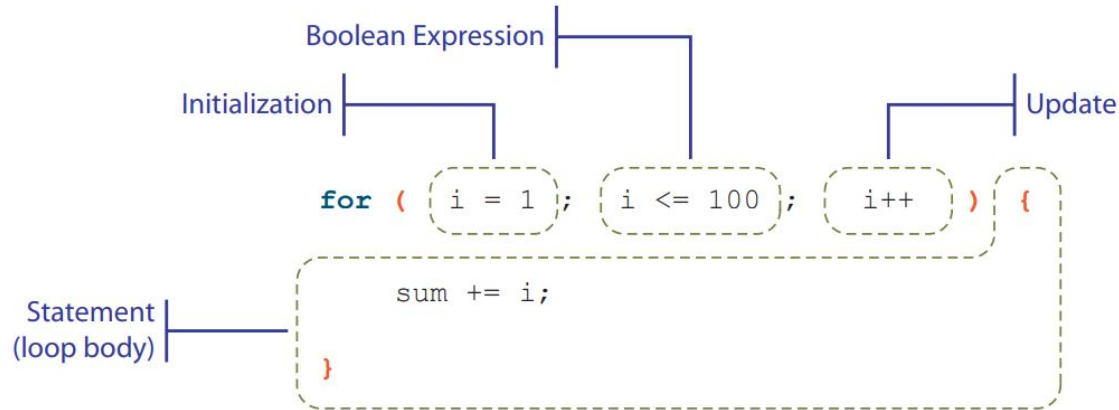 Boolean Expression
Initialization
Update
for ( i = 1; i <= 100; i++ ) {
sum += i;
Statement
(loop body)
}